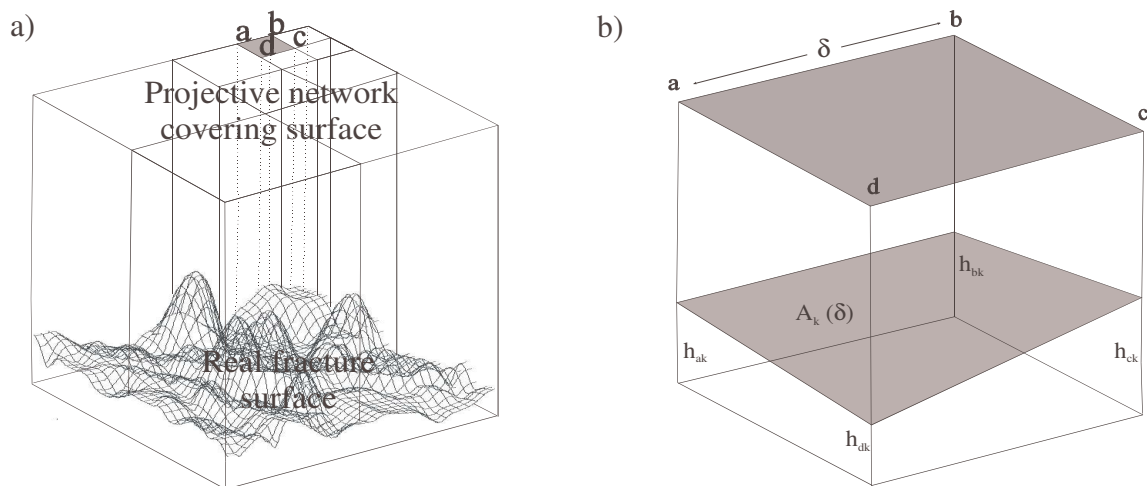 a)
a b
d c
Projective network
covering surface
Real fracture
surface
b)
b
δ
a
c
d
h_bk
A_k (δ)
h_ak
h_ck
h_dk